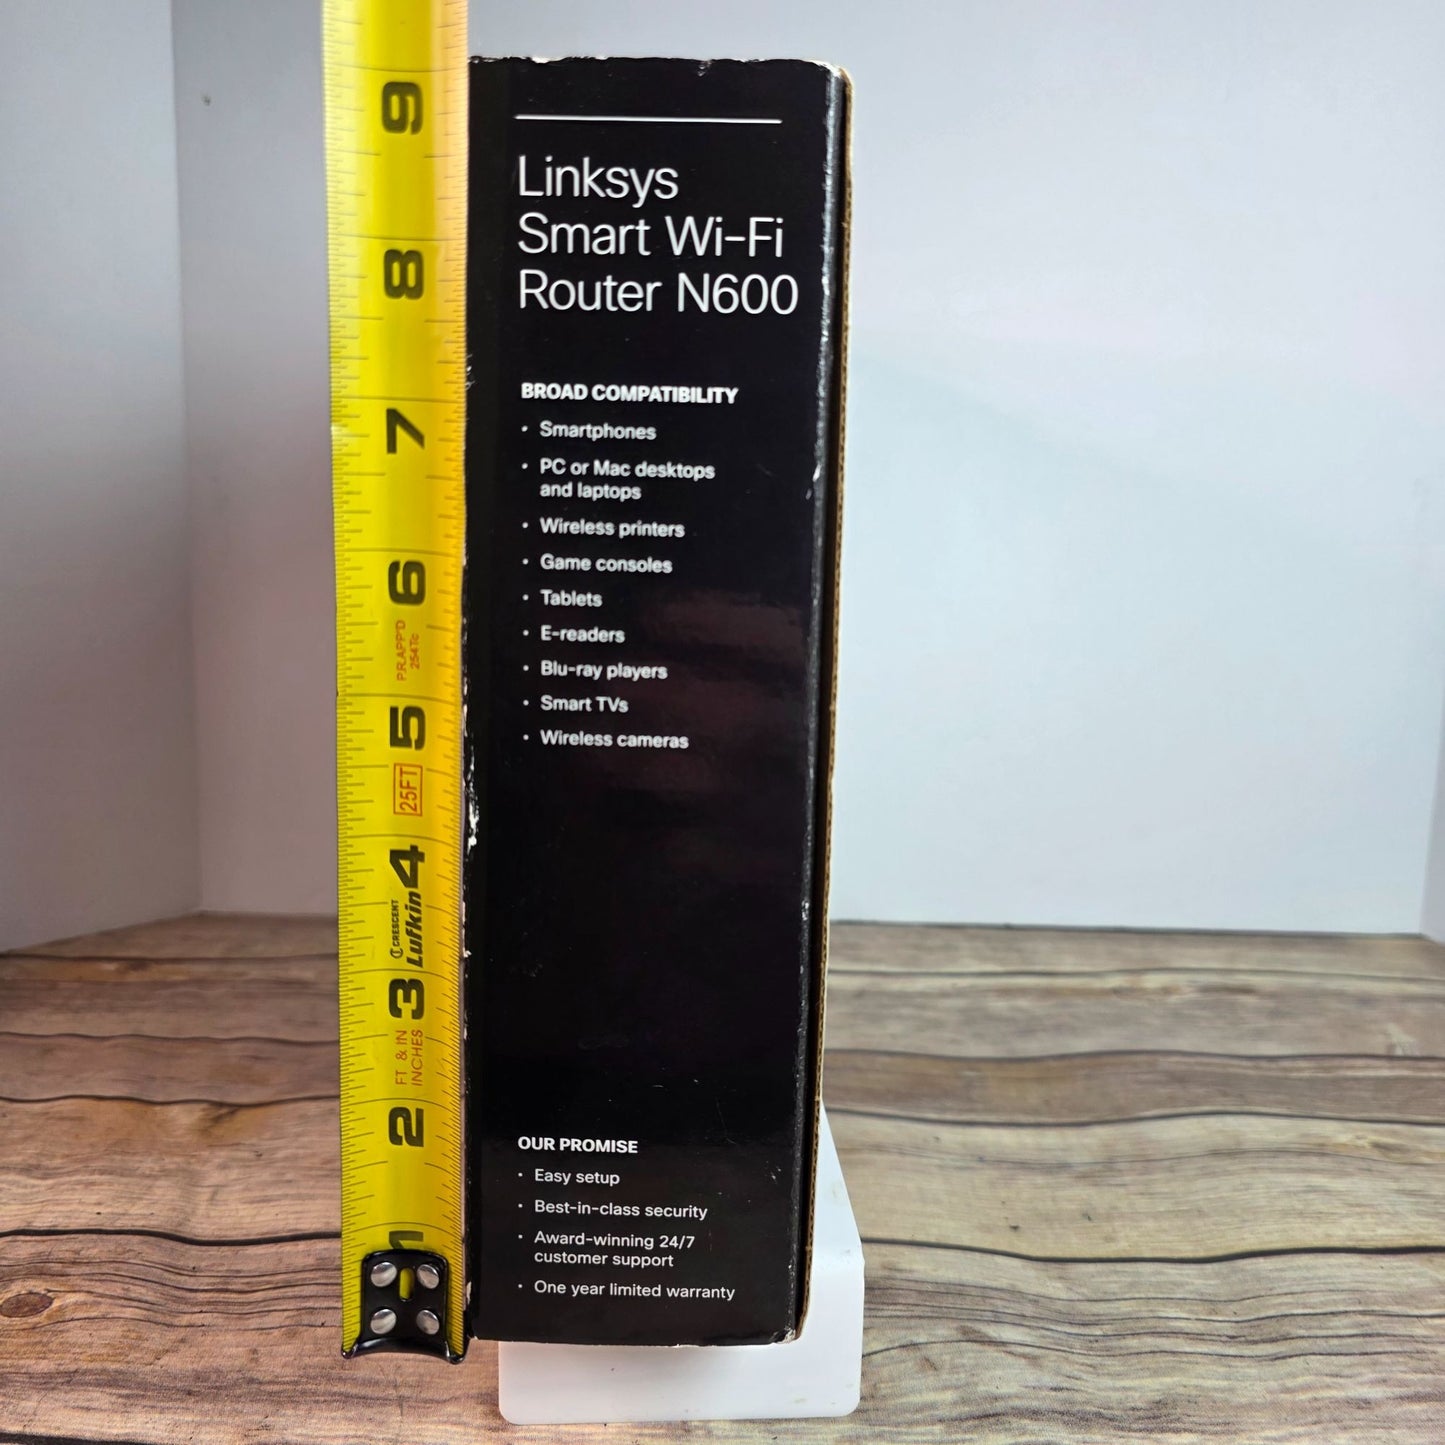 9
8
7
6
PR.APP'D
254Tc
5
25FT
4
CRESCENT
Lufkin
3
FT & IN
INCHES
2
1
Linksys
Smart Wi-Fi
Router N600
BROAD COMPATIBILITY
• Smartphones
• PC or Mac desktops
and laptops
• Wireless printers
• Game consoles
• Tablets
• E-readers
• Blu-ray players
• Smart TVs
• Wireless cameras
OUR PROMISE
• Easy setup
• Best-in-class security
• Award-winning 24/7
customer support
• One year limited warranty